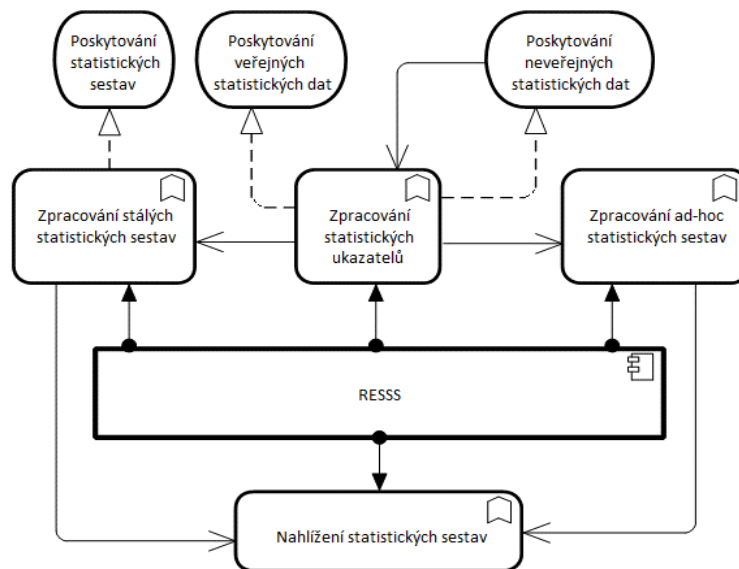 Poskytování
statistických
sestav
Poskytování
veřejných
statistických dat
Poskytování
neveřejných
statistických dat
Zpracování stálých
statistických sestav
Zpracování
statistických
ukazatelů
Zpracování ad-hoc
statistických sestav
RESSS
Nahlížení statistických sestav